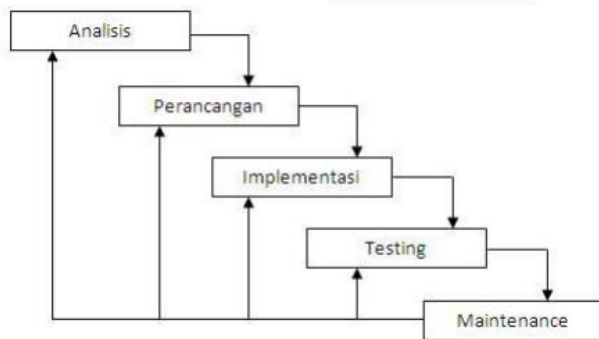 Analisis
Perancangan
Implementasi
Testing
Maintenance